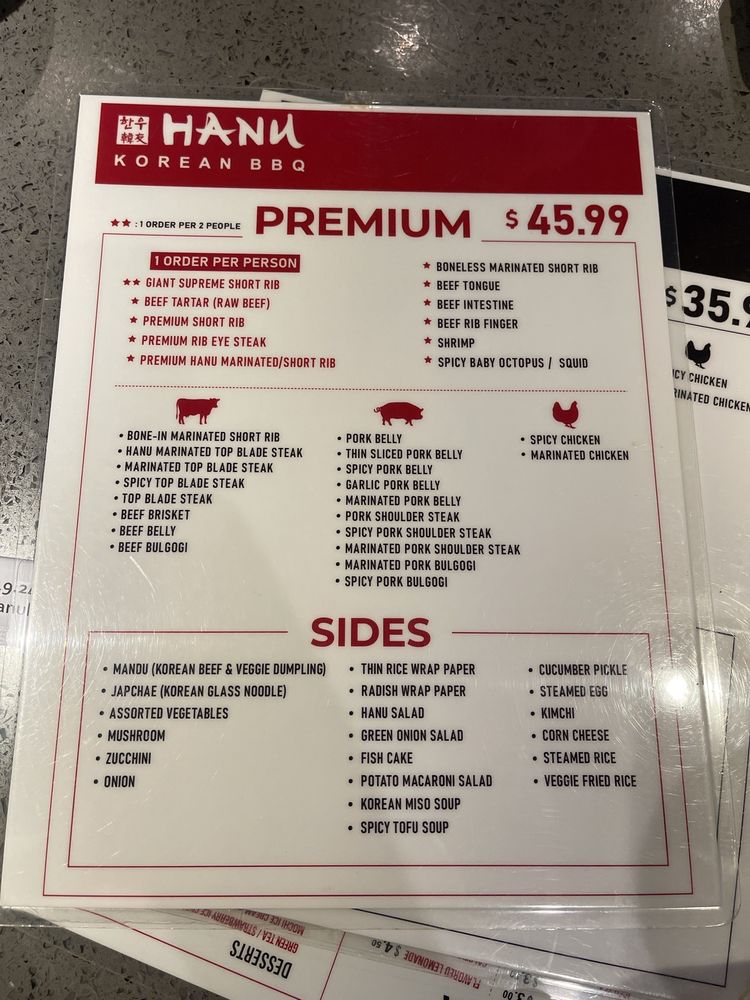 한우
韓友
HANU
KOREAN BBQ
★★ : 1 ORDER PER 2 PEOPLE
PREMIUM
$ 45.99
1 ORDER PER PERSON
★★ GIANT SUPREME SHORT RIB
★ BEEF TARTAR (RAW BEEF)
★ PREMIUM SHORT RIB
★ PREMIUM RIB EYE STEAK
★ PREMIUM HANU MARINATED/SHORT RIB
★ BONELESS MARINATED SHORT RIB
★ BEEF TONGUE
★ BEEF INTESTINE
★ BEEF RIB FINGER
★ SHRIMP
★ SPICY BABY OCTOPUS / SQUID
• BONE-IN MARINATED SHORT RIB
• HANU MARINATED TOP BLADE STEAK
• MARINATED TOP BLADE STEAK
• SPICY TOP BLADE STEAK
• TOP BLADE STEAK
• BEEF BRISKET
• BEEF BELLY
• BEEF BULGOGI
• PORK BELLY
• THIN SLICED PORK BELLY
• SPICY PORK BELLY
• GARLIC PORK BELLY
• MARINATED PORK BELLY
• PORK SHOULDER STEAK
• SPICY PORK SHOULDER STEAK
• MARINATED PORK SHOULDER STEAK
• MARINATED PORK BULGOGI
• SPICY PORK BULGOGI
• SPICY CHICKEN
• MARINATED CHICKEN
SIDES
• MANDU (KOREAN BEEF & VEGGIE DUMPLING)
• JAPCHAE (KOREAN GLASS NOODLE)
• ASSORTED VEGETABLES
• MUSHROOM
• ZUCCHINI
• ONION
• THIN RICE WRAP PAPER
• RADISH WRAP PAPER
• HANU SALAD
• GREEN ONION SALAD
• FISH CAKE
• POTATO MACARONI SALAD
• KOREAN MISO SOUP
• SPICY TOFU SOUP
• CUCUMBER PICKLE
• STEAMED EGG
• KIMCHI
• CORN CHEESE
• STEAMED RICE
• VEGGIE FRIED RICE
$35.9
ICY CHICKEN
RINATED CHICKEN
DESSERTS
GREEN TEA / STRAWBERRY ICE
MOCHI ICE CREAM
FLAVORED LEMONADE $ 4.50